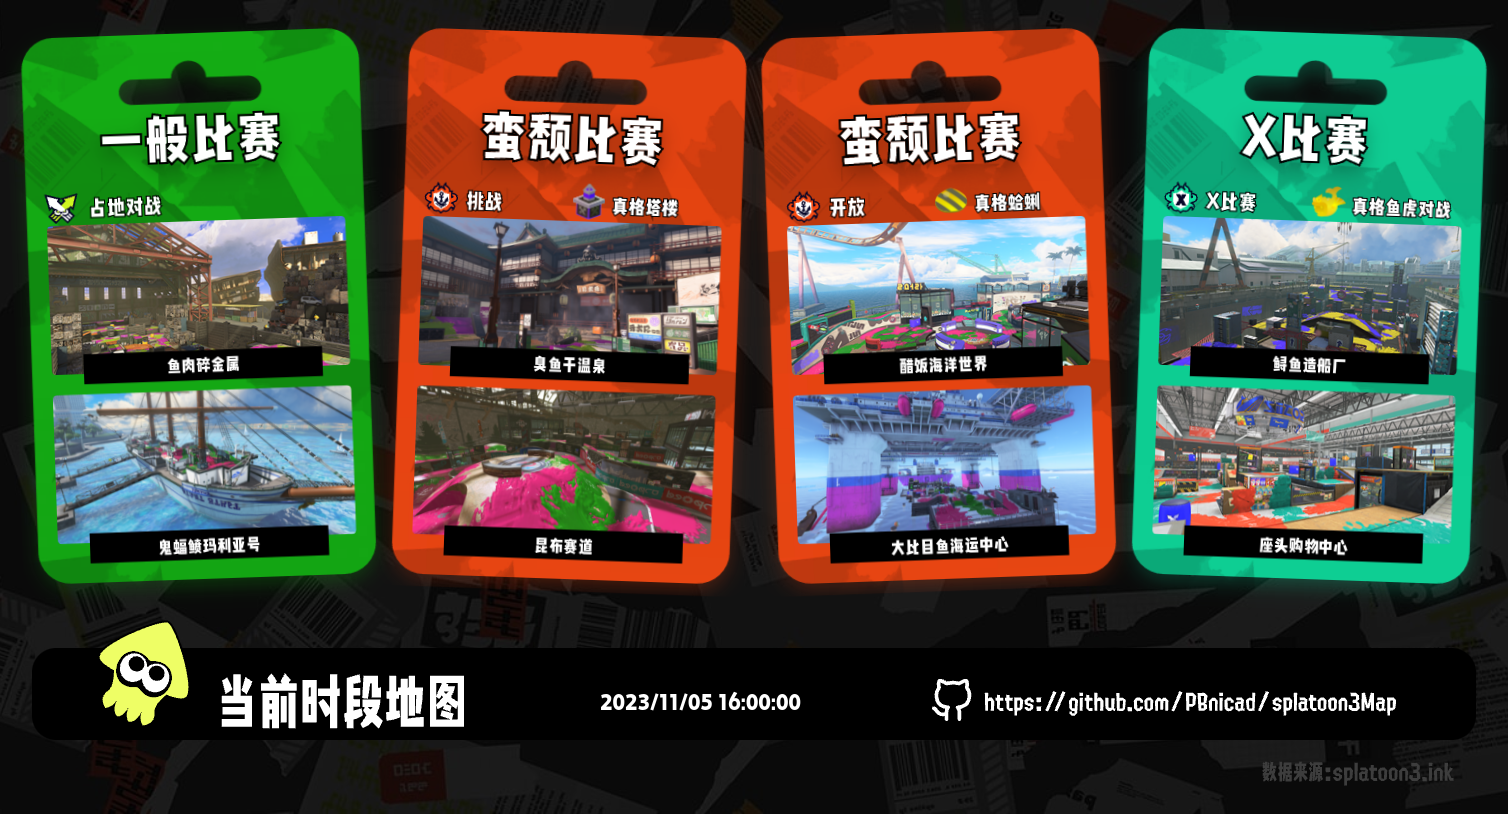 一般比赛
占地对战
鱼肉碎金属
鬼蝠鲼玛利亚号
蛮颓比赛
挑战
真格塔楼
臭鱼干温泉
昆布赛道
蛮颓比赛
开放
真格蛤蜊
醋饭海洋世界
大比目鱼海运中心
X比赛
X比赛
真格鱼虎对战
鲟鱼造船厂
座头购物中心
当前时段地图
2023/11/05 16:00:00
https://github.com/PBnicad/splatoon3Map
数据来源:splatoon3.ink